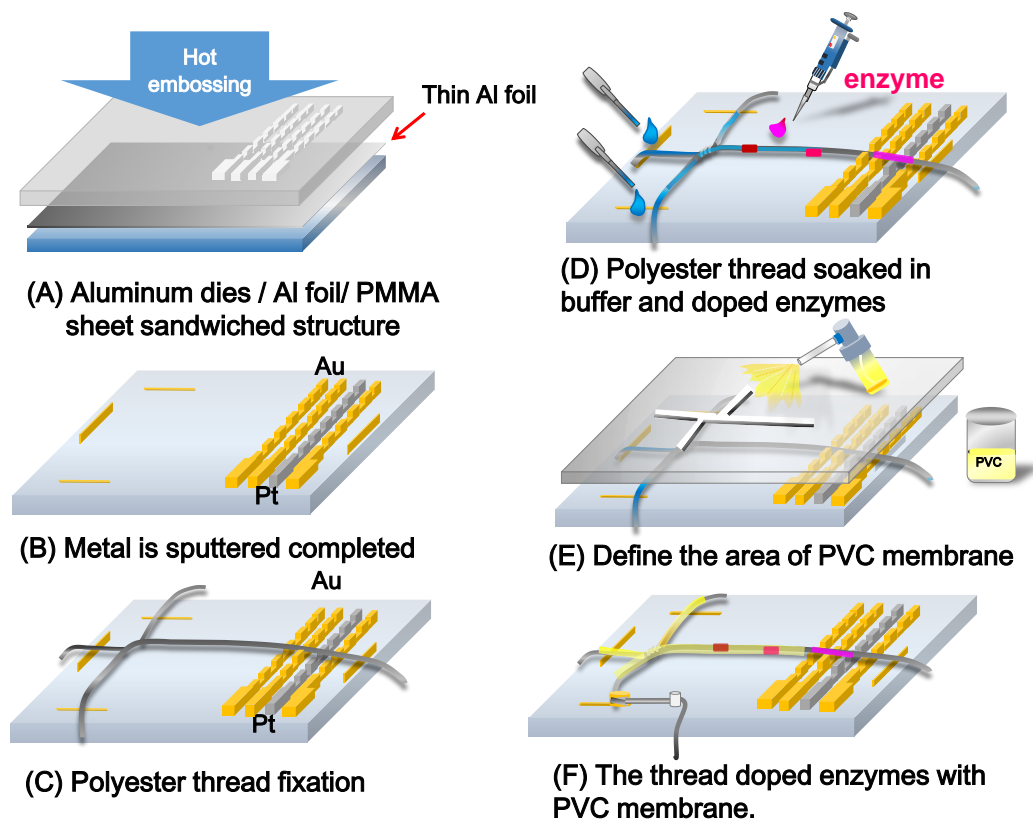 Hot
embossing
Thin Al foil
(A) Aluminum dies / Al foil/ PMMA
sheet sandwiched structure
Au
Pt
(B) Metal is sputtered completed
Au
Pt
(C) Polyester thread fixation
enzyme
(D) Polyester thread soaked in
buffer and doped enzymes
PVC
(E) Define the area of PVC membrane
(F) The thread doped enzymes with
PVC membrane.